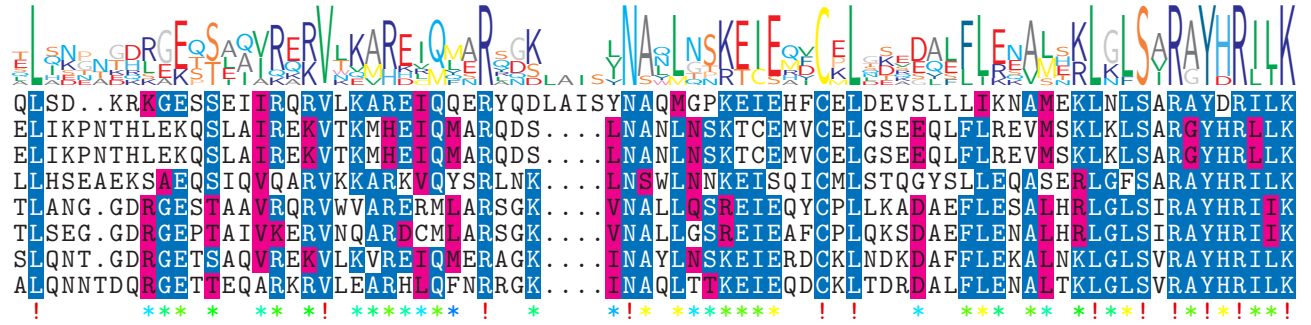 QLSD..KRKGESSEIIRQRVLKAREIQQERYQDLAISYNAQMGPKEIEHFCELDEVSLLLIKNAMEKLNLSARAYDRILK
ELIKPNTHLEKQSLAIREKVTKMHEIQMARQDS....LNANLNSKTCEMVCELGSEEQLFLREVMSKLKLSARGYHRLLK
ELIKPNTHLEKQSLAIREKVTKMHEIQMARQDS....LNANLNSKTCEMVCELGSEEQLFLREVMSKLKLSARGYHRLLK
LLHSEAEKSAEQSIQVQARVKKARKVQYSRLNK....LNSWLNNKEISQICMLSTQGYSLLEQASERLGFSARAYHRILK
TLANG.GDRGESTAAVRQRVWVARERMLARSGK....VNALLQSREIEQYCPLLKADAEFLESALHRLGLSIRAYHRIIK
TLSEG.GDRGEPTAIVKERVNQARDCMLARSGK....VNALLGSREIEAFCPLQKSDAEFLENALHRLGLSIRAYHRIIK
SLQNT.GDRGETSAQVREKVLKVREIQMERAGK....INAYLNSKEIERDCKLNDKDAFFLEKALNKLGLSVRAYHRILK
ALQNNTDQRGETTEQARKRVLEARHLQFNRRGK....INAQLTTKEIEQDCKLTDRDALFLENALTKLGLSVRAYHRILK